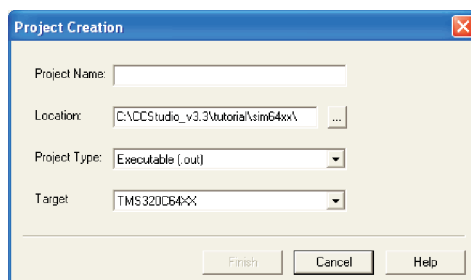 Project Creation
Project Name:
Location: C:\CCStudio_v3.3\tutorial\sim64xx\ ...
Project Type: Executable (.out)
Target TMS320C64XX
Finish Cancel Help